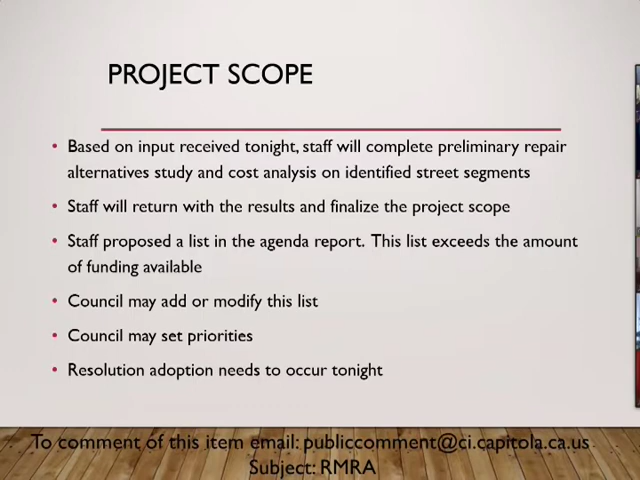 PROJECT SCOPE
• Based on input received tonight, staff will complete preliminary repair
alternatives study and cost analysis on identified street segments
• Staff will return with the results and finalize the project scope
• Staff proposed a list in the agenda report. This list exceeds the amount
of funding available
• Council may add or modify this list
• Council may set priorities
• Resolution adoption needs to occur tonight
To comment of this item email: publiccomment@ci.capitola.ca.us
Subject: RMRA